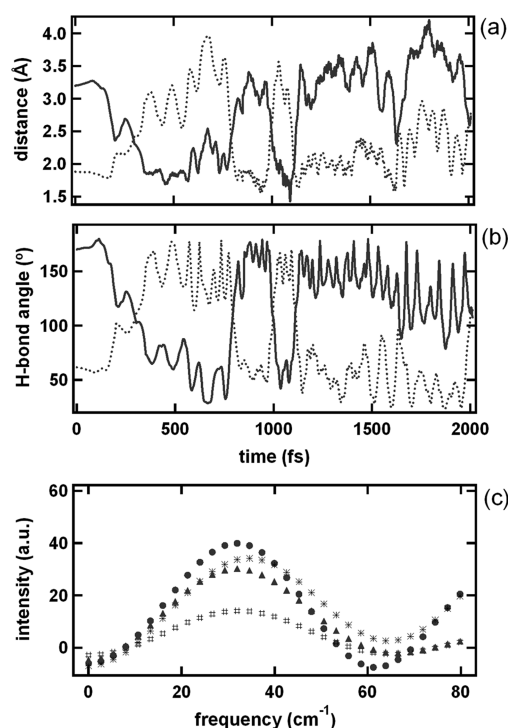 (a)
distance (Å)
4.0
3.5
3.0
2.5
2.0
1.5
(b)
H-bond angle (º)
150
100
50
0
500
1000
1500
2000
time (fs)
(c)
intensity (a.u.)
60
40
20
0
0
20
40
60
80
frequency (cm⁻¹)